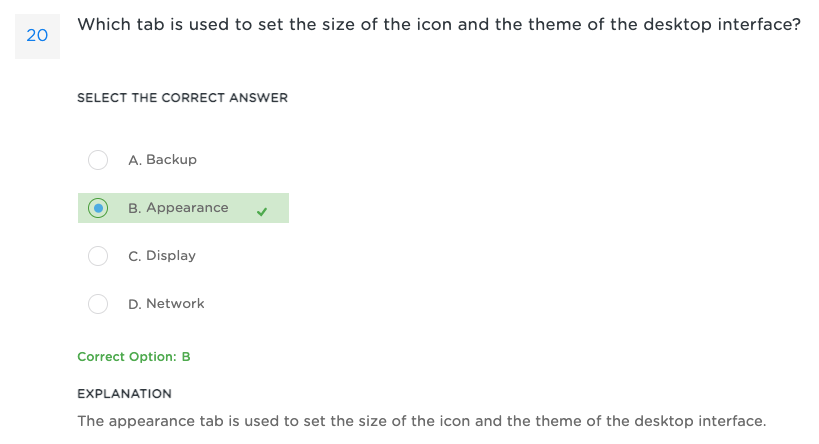 20
Which tab is used to set the size of the icon and the theme of the desktop interface?
SELECT THE CORRECT ANSWER
A. Backup
B. Appearance
C. Display
D. Network
Correct Option: B
EXPLANATION
The appearance tab is used to set the size of the icon and the theme of the desktop interface.